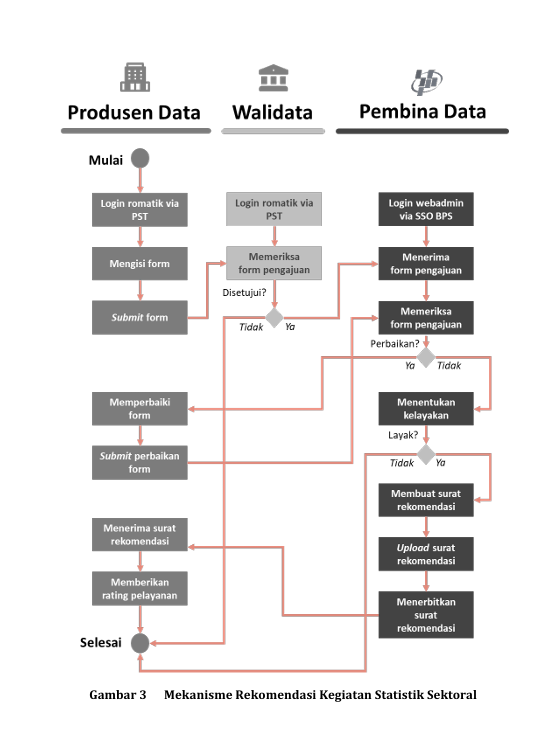 Produsen Data
Walidata
Pembina Data
Mulai
Login romatik via
PST
Login romatik via
PST
Login webadmin
via SSO BPS
Mengisi form
Memeriksa
form pengajuan
Menerima
form pengajuan
Submit form
Disetujui?
Tidak
Ya
Memeriksa
form pengajuan
Perbaikan?
Ya
Tidak
Memperbaiki
form
Menentukan
kelayakan
Submit perbaikan
form
Layak?
Tidak
Ya
Membuat surat
rekomendasi
Menerima surat
rekomendasi
Upload surat
rekomendasi
Memberikan
rating pelayanan
Menerbitkan
surat
rekomendasi
Selesai
Gambar 3 Mekanisme Rekomendasi Kegiatan Statistik Sektoral